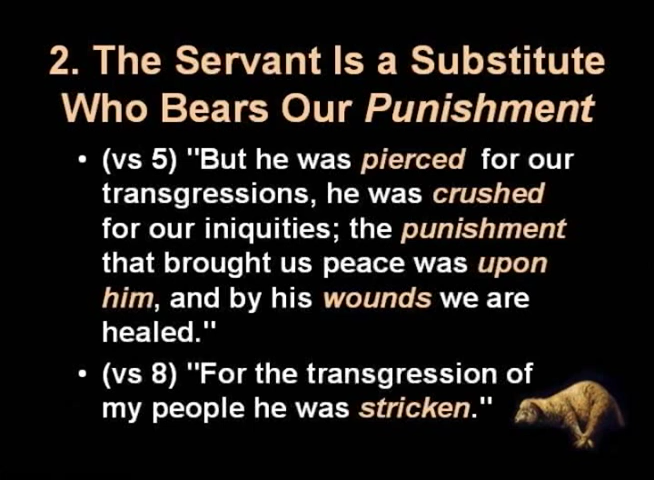 2. The Servant Is a Substitute
Who Bears Our Punishment
• (vs 5) "But he was pierced for our
transgressions, he was crushed
for our iniquities; the punishment
that brought us peace was upon
him, and by his wounds we are
healed."
• (vs 8) "For the transgression of
my people he was stricken."